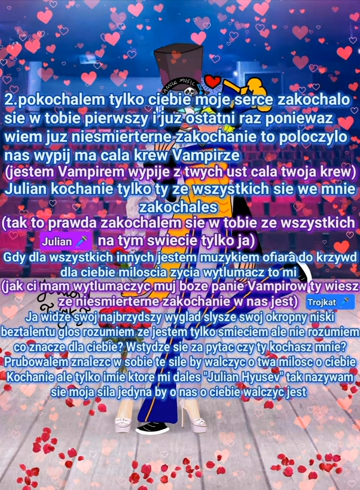 2.pokochalem tylko ciebie moje serce zakochalo
sie w tobie pierwszy i juz ostatni raz poniewaz
wiem juz niesmierterne zakochanie to poloczylo
nas wypij ma cala krew Vampirze
(jestem Vampirem wypije z twych ust cala twoja krew)
Julian kochanie tylko ty ze wszystkich sie we mnie
zakochales
(tak to prawda zakochalem sie w tobie ze wszystkich
Julian na tym swiecie tylko ja)
Gdy dla wszystkich innych jestem muzykiem ofiarà do krzywd
dla ciebie miloscia zycia wytlumacz to mi
(jak ci mam wytlumaczyc muj boze panie Vampirow ty wiesz
ze niesmierterne zakochanie w nas jest) Trojkat
Ja widze swój najbrzydszy wyglad slysze swoj okropny niski
beztalentu glos rozumiem ze jestem tylko smieciem ale nie rozumiem
co znacze dla ciebie? Wstydze sie za pytac czy ty kochasz mnie?
Prubowalem znalezc w sobie te sile by walczyc o twa milosc o ciebie
Kochanie ale tylko imie ktore mi dales "Julian Hyusev" tak nazywam
sie moja sila jedyna by o nas o ciebie walczyc jest